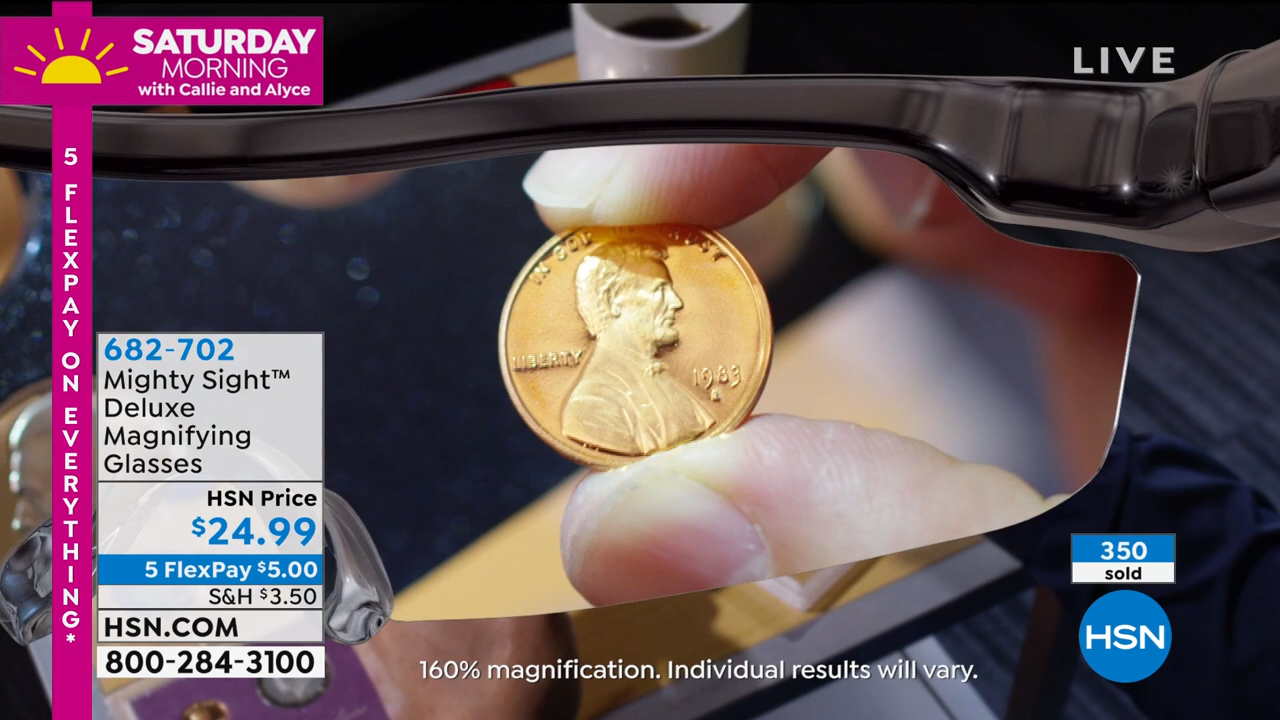 SATURDAY
MORNING
with Callie and Alyce
LIVE
5 FLEXPAY ON EVERYTHING*
IN GOD WE TRUST
LIBERTY
1983
S
682-702
Mighty Sight™
Deluxe
Magnifying
Glasses
HSN Price
$24.99
5 FlexPay $5.00
S&H $3.50
HSN.COM
800-284-3100
350
sold
HSN
160% magnification. Individual results will vary.